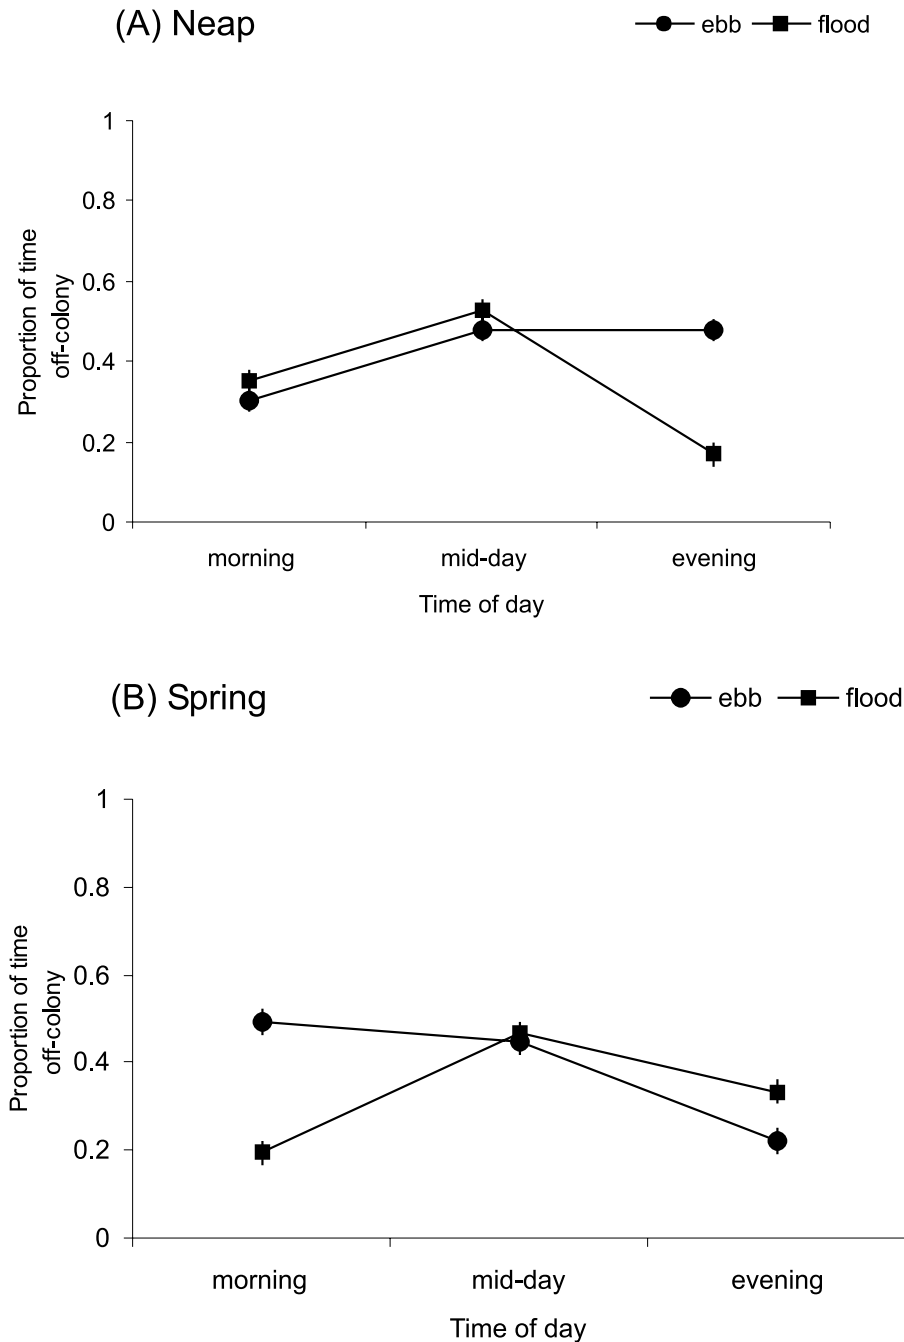 (A) Neap
ebb flood
1
0.8
0.6
0.4
0.2
0
Proportion of time
off-colony
morning mid-day evening
Time of day
(B) Spring
ebb flood
1
0.8
0.6
0.4
0.2
0
Proportion of time
off-colony
morning mid-day evening
Time of day